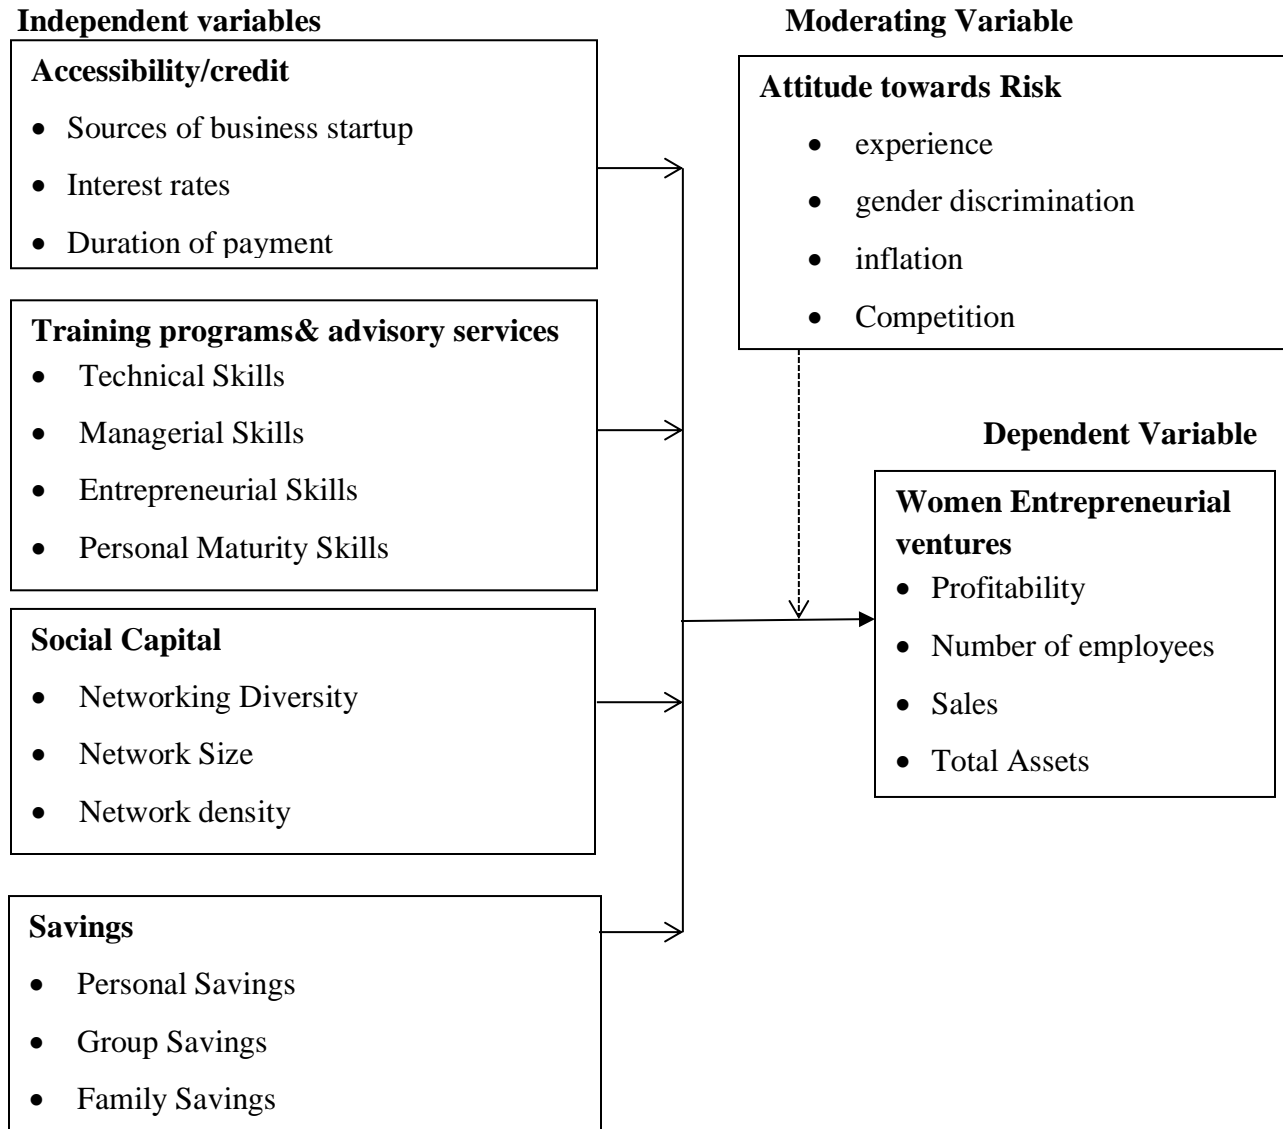 Independent variables
Accessibility/credit
• Sources of business startup
• Interest rates
• Duration of payment
Training programs& advisory services
• Technical Skills
• Managerial Skills
• Entrepreneurial Skills
• Personal Maturity Skills
Social Capital
• Networking Diversity
• Network Size
• Network density
Savings
• Personal Savings
• Group Savings
• Family Savings
Moderating Variable
Attitude towards Risk
• experience
• gender discrimination
• inflation
• Competition
Dependent Variable
Women Entrepreneurial
ventures
• Profitability
• Number of employees
• Sales
• Total Assets